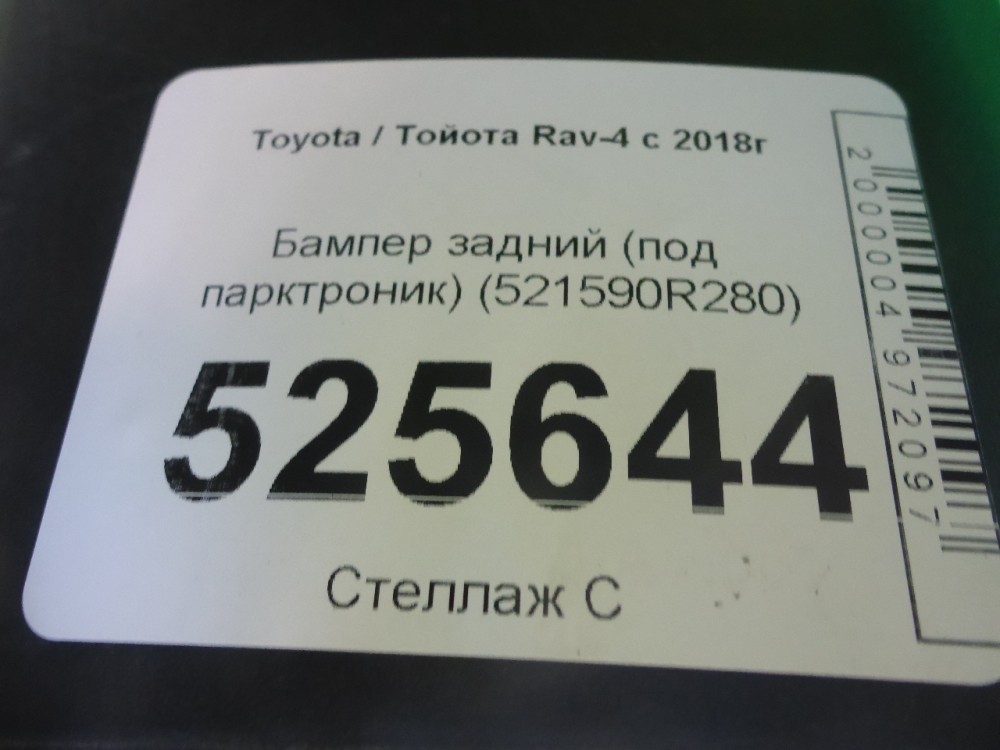 Toyota / Тойота Rav-4 с 2018г
Бампер задний (под
парктроник) (521590R280)
525644
Стеллаж С
2000004972097